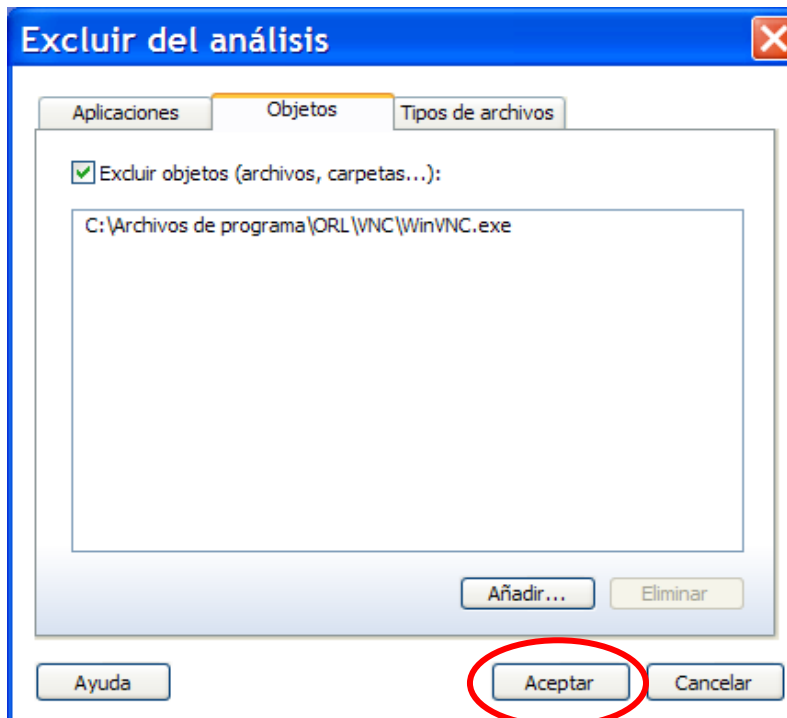 Excluir del análisis
Aplicaciones Objetos Tipos de archivos
Excluir objetos (archivos, carpetas...):
C:\Archivos de programa\ORL\VNC\WinVNC.exe
Añadir... Eliminar
Ayuda Aceptar Cancelar